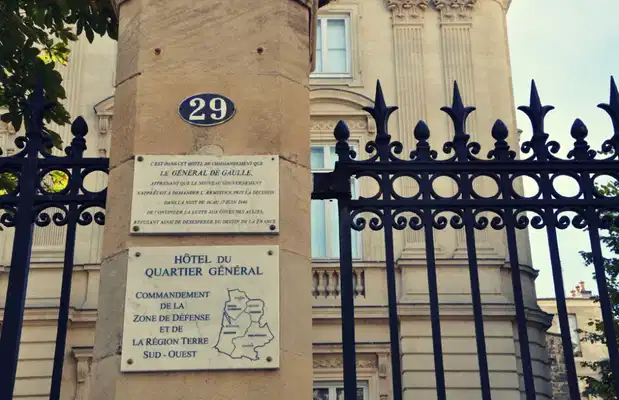 29
C'EST DANS CET HÔTEL DE COMMANDEMENT QUE
LE GÉNÉRAL DE GAULLE,
APPRENANT QUE LE NOUVEAU GOUVERNEMENT
S'APPRÊTE À DEMANDER L'ARMISTICE, PRIT LA DÉCISION
DANS LA NUIT DU 16 AU 17 JUIN 1940
DE CONTINUER LA LUTTE AUX CÔTÉS DES ALLIÉS,
REFUSANT AINSI DE DÉSESPÉRER DU DESTIN DE LA FRANCE
HÔTEL DU
QUARTIER GÉNÉRAL
COMMANDEMENT
DE LA
ZONE DE DÉFENSE
ET DE
LA RÉGION TERRE
SUD-OUEST